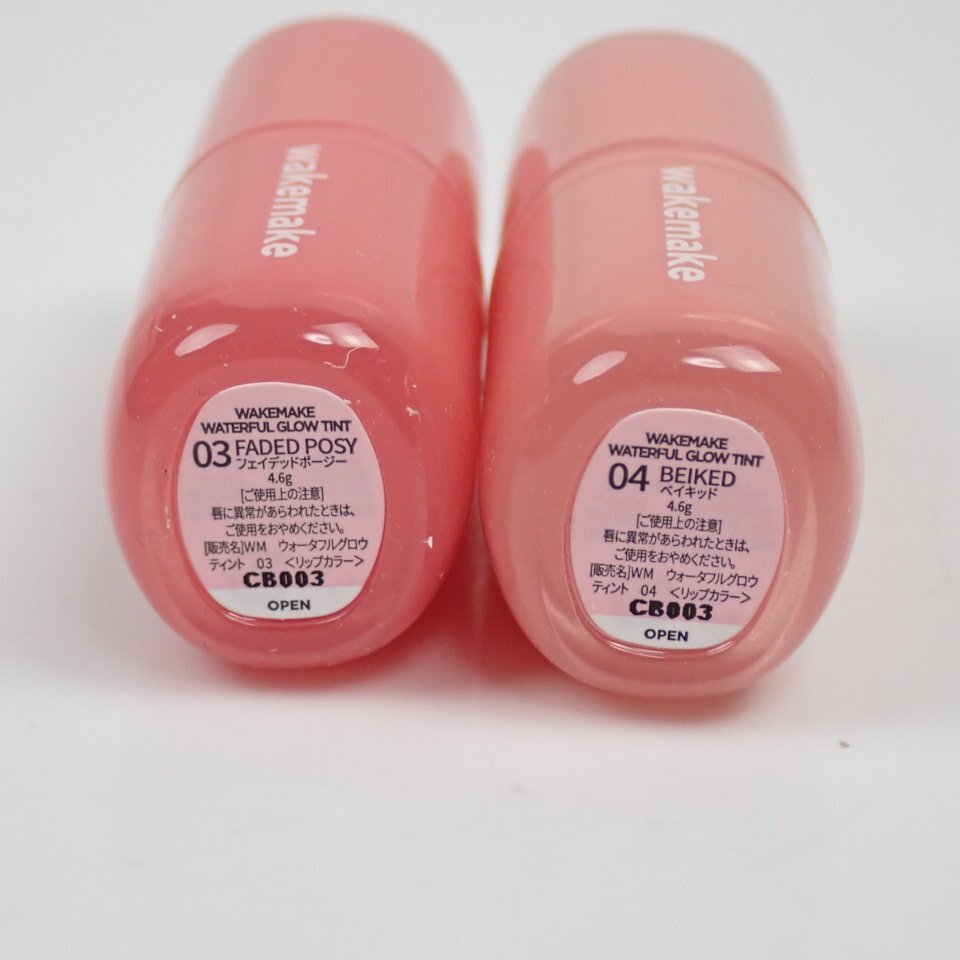 wakemake
WAKEMAKE
WATERFUL GLOW TINT
03 FADED POSY
フェイデッドポージー
4.6g
[ご使用上の注意]
唇に異常があらわれたときは、
ご使用をおやめください。
[販売名]WM ウォータフルグロウ
ティント 03 <リップカラー>
CB003
OPEN
wakemake
WAKEMAKE
WATERFUL GLOW TINT
04 BEIKED
ベイキッド
4.6g
[ご使用上の注意]
唇に異常があらわれたときは、
ご使用をおやめください。
[販売名]WM ウォータフルグロウ
ティント 04 <リップカラー>
CB003
OPEN